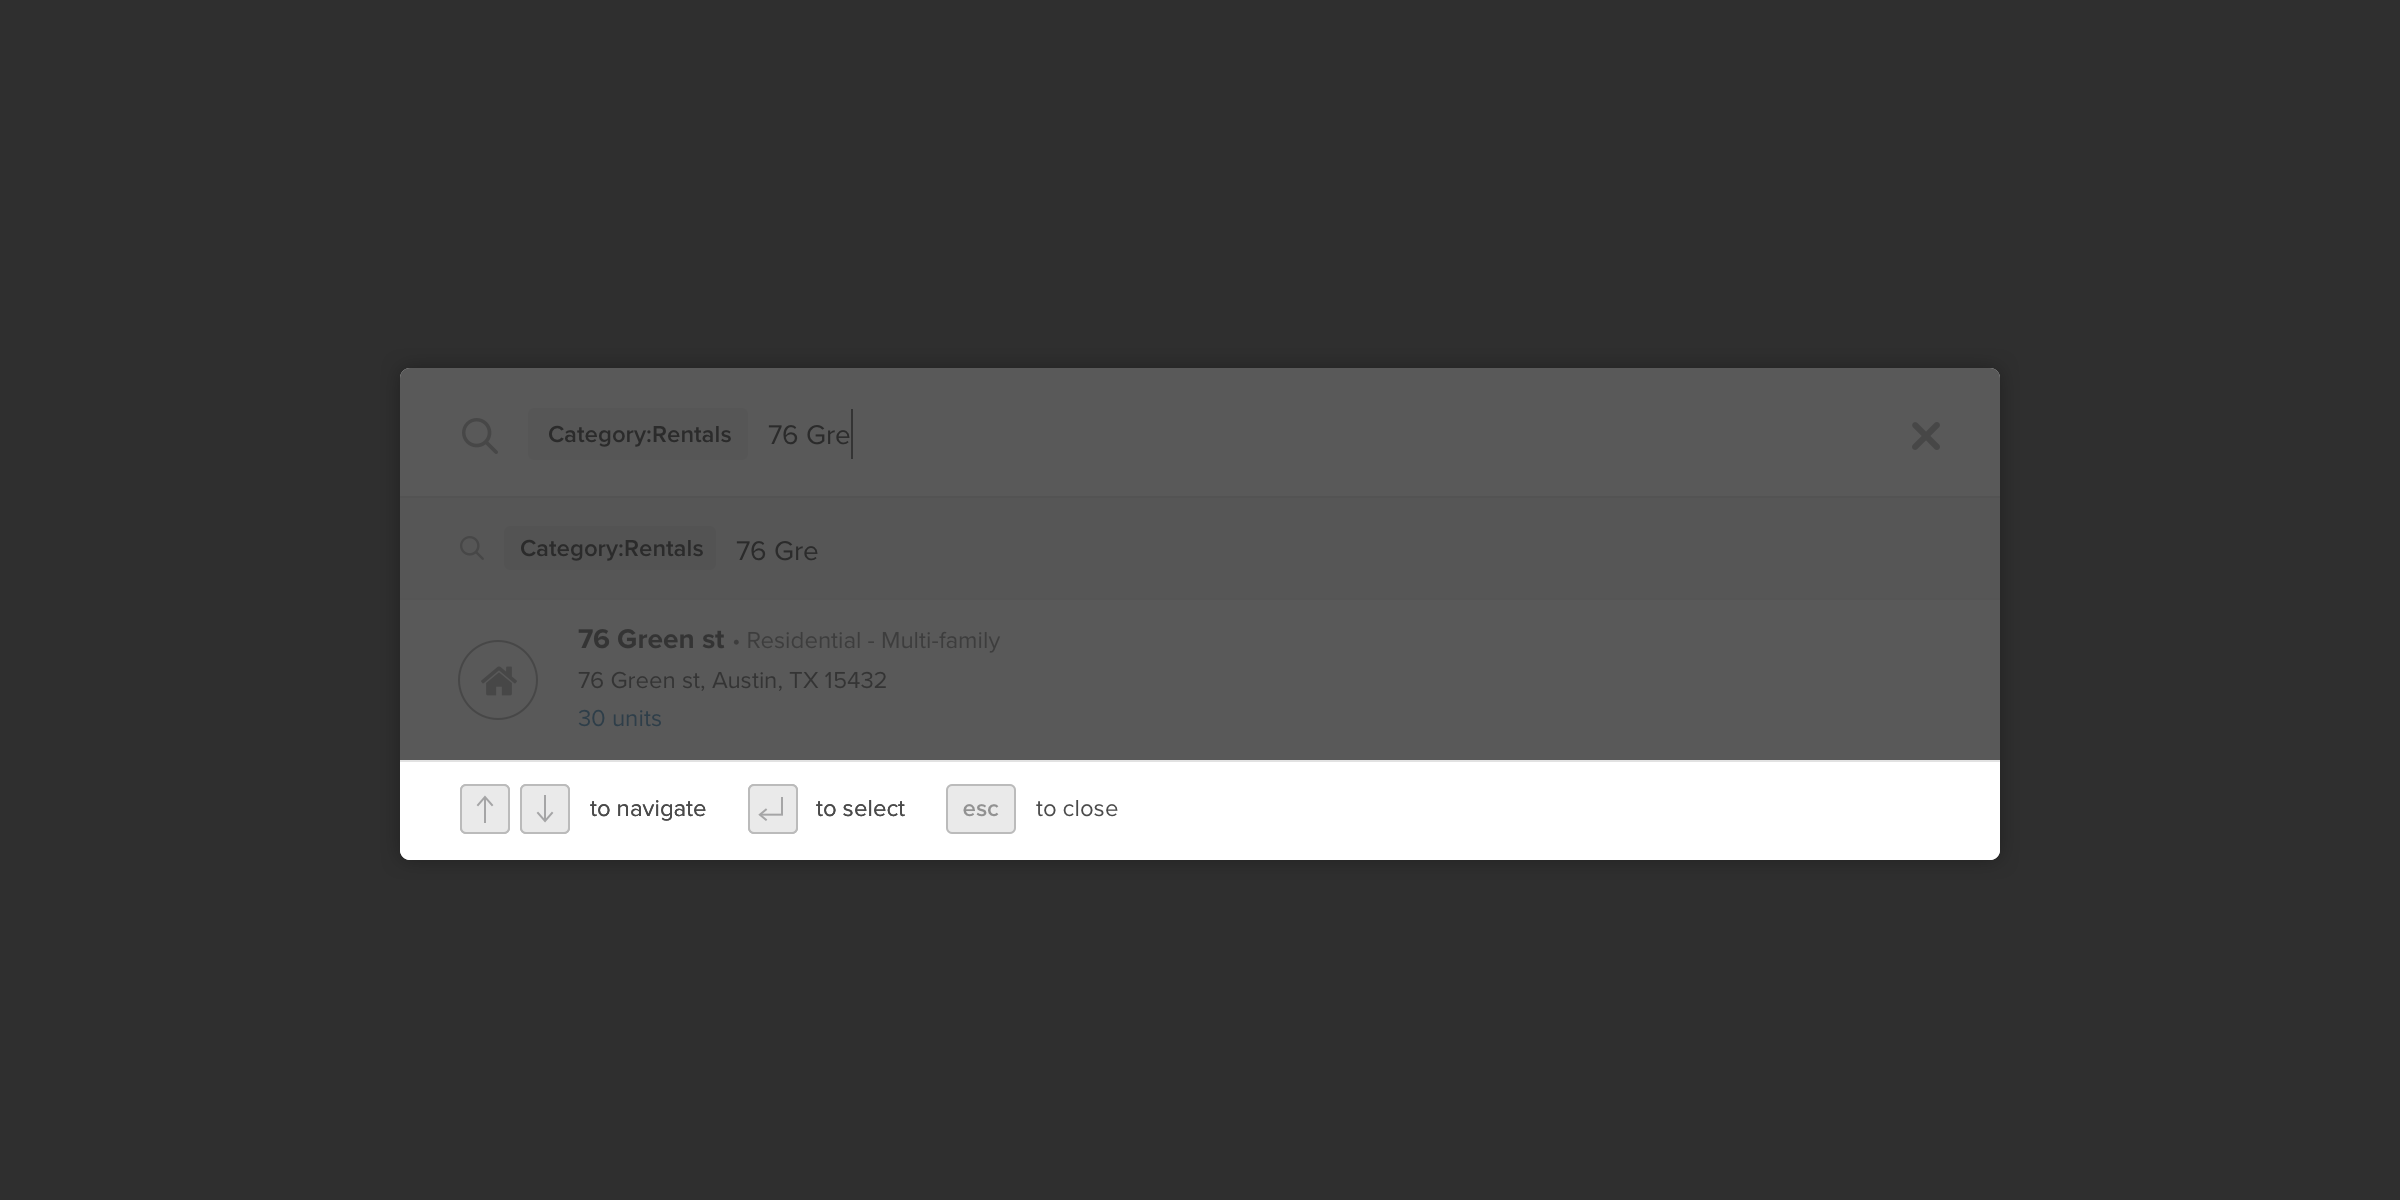 Category:Rentals 76 Gre
Category:Rentals 76 Gre
76 Green st • Residential - Multi-family
76 Green st, Austin, TX 15432
30 units
↑ ↓ to navigate ↵ to select esc to close